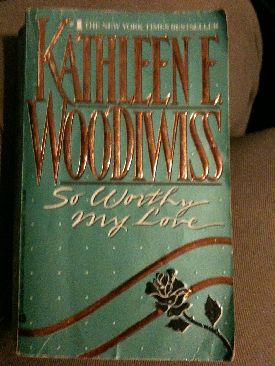 #1 THE NEW YORK TIMES BESTSELLER
KATHLEEN E.
WOODIWISS
So Worthy
My Love